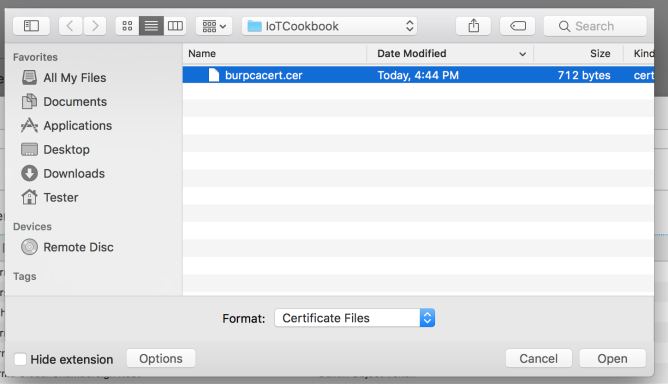 IoTCookbook
Search
Favorites
All My Files
Documents
Applications
Desktop
Downloads
Tester
Devices
Remote Disc
Tags
Name Date Modified Size Kind
burpcacert.cer Today, 4:44 PM 712 bytes cert
Format: Certificate Files
Hide extension Options Cancel Open